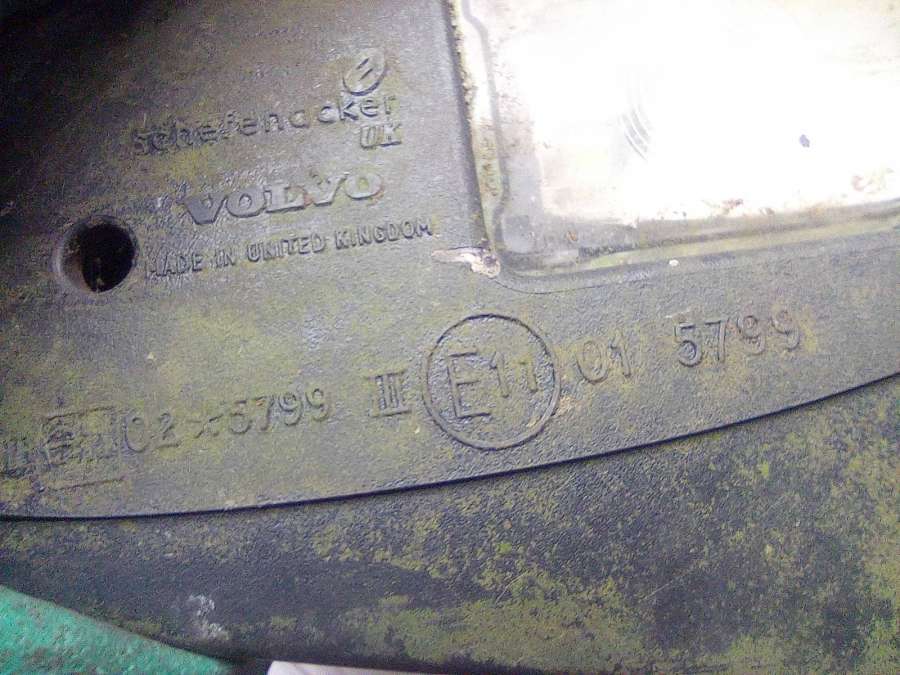 schefenacker
UK
VOLVO
MADE IN UNITED KINGDOM
02*5799 III E11 01 5799